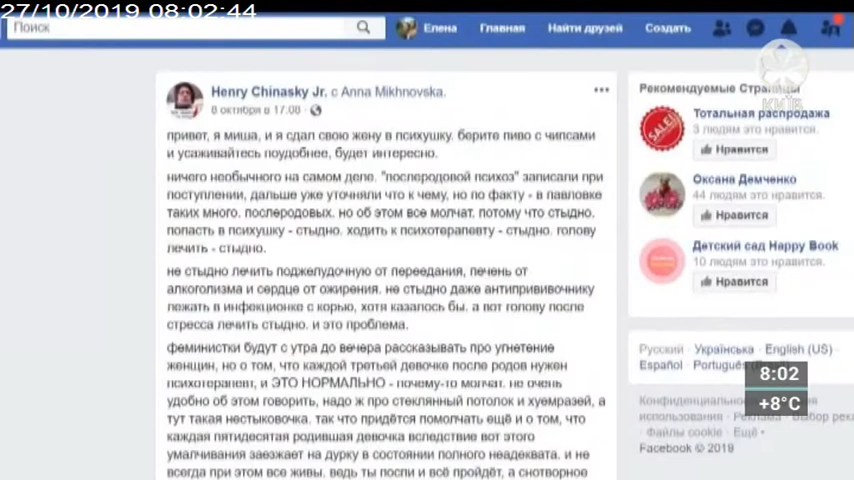 27/10/2019 08:02:44
Поиск
Елена
Главная
Найти друзей
Создать
Henry Chinasky Jr. с Anna Mikhnovska.
8 октября в 17:08
привет, я миша, и я сдал свою жену в психушку. берите пиво с чипсами
и усаживайтесь поудобнее, будет интересно.
ничего необычного на самом деле. "послеродовой психоз" записали при
поступлении, дальше уже уточняли что к чему, но по факту - в павловке
таких много. послеродовых. но об этом все молчат. потому что стыдно.
попасть в психушку - стыдно. ходить к психотерапевту - стыдно. голову
лечить - стыдно.
не стыдно лечить поджелудочную от переедания, печень от
алкоголизма и сердце от ожирения. не стыдно даже антипрививочнику
лежать в инфекционке с корью, хотя казалось бы. а вот голову после
стресса лечить стыдно. и это проблема.
феминистки будут с утра до вечера рассказывать про угнетение
женщин, но о том, что каждой третьей девочке после родов нужен
психотерапевт, и ЭТО НОРМАЛЬНО - почему-то молчат. не очень
удобно об этом говорить, надо ж про стеклянный потолок и хуемразей, а
тут такая нестыковочка. так что придётся помолчать ещё и о том, что
каждая пятидесятая родившая девочка вследствие вот этого
умалчивания заезжает на дурку в состоянии полного неадеквата. и не
всегда при этом все живы. ведь ты поспи и всё пройдёт, а снотворное
Рекомендуемые Страницы
КИЇВ
SALE!
Тотальная распродажа
3 людям это нравится.
Нравится
Оксана Демченко
44 людям это нравится.
Нравится
Детский сад Happy Book
10 людям это нравится.
Нравится
Русский · Українська · English (US) ·
Español · Português
8:02
+8°C
Конфиденциальнос
использования · Реклама · Выбор рекл
Файлы cookie · Ещё
Facebook © 2019